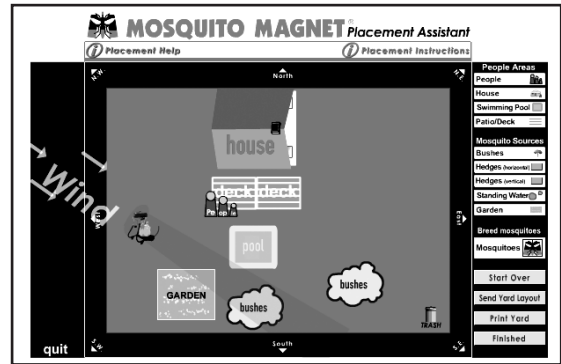 MOSQUITO MAGNET® Placement Assistant
i Placement Help
i Placement Instructions
N.W.
North
N.E.
People Areas
People
House
Swimming Pool
Patio/Deck
Mosquito Sources
Bushes
Hedges (horizontal)
Hedges (vertical)
Standing Water
Garden
Breed mosquitoes
Mosquitoes
Start Over
Send Yard Layout
Print Yard
Finished
house
deck deck
People
Wind
West
East
pool
GARDEN
bushes
bushes
TRASH
S.W.
South
S.E.
quit